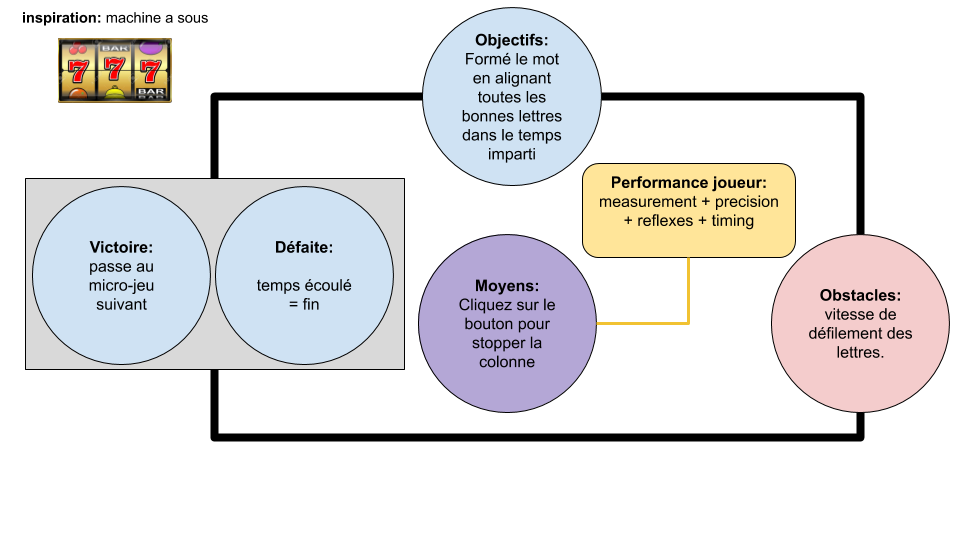 inspiration: machine a sous
BAR
7 7 7
BAR
BAR
Objectifs:
Formé le mot
en alignant
toutes les
bonnes lettres
dans le temps
imparti
Performance joueur:
measurement + precision
+ reflexes + timing
Victoire:
passe au
micro-jeu
suivant
Défaite:
temps écoulé
= fin
Moyens:
Cliquez sur le
bouton pour
stopper la
colonne
Obstacles:
vitesse de
défilement des
lettres.